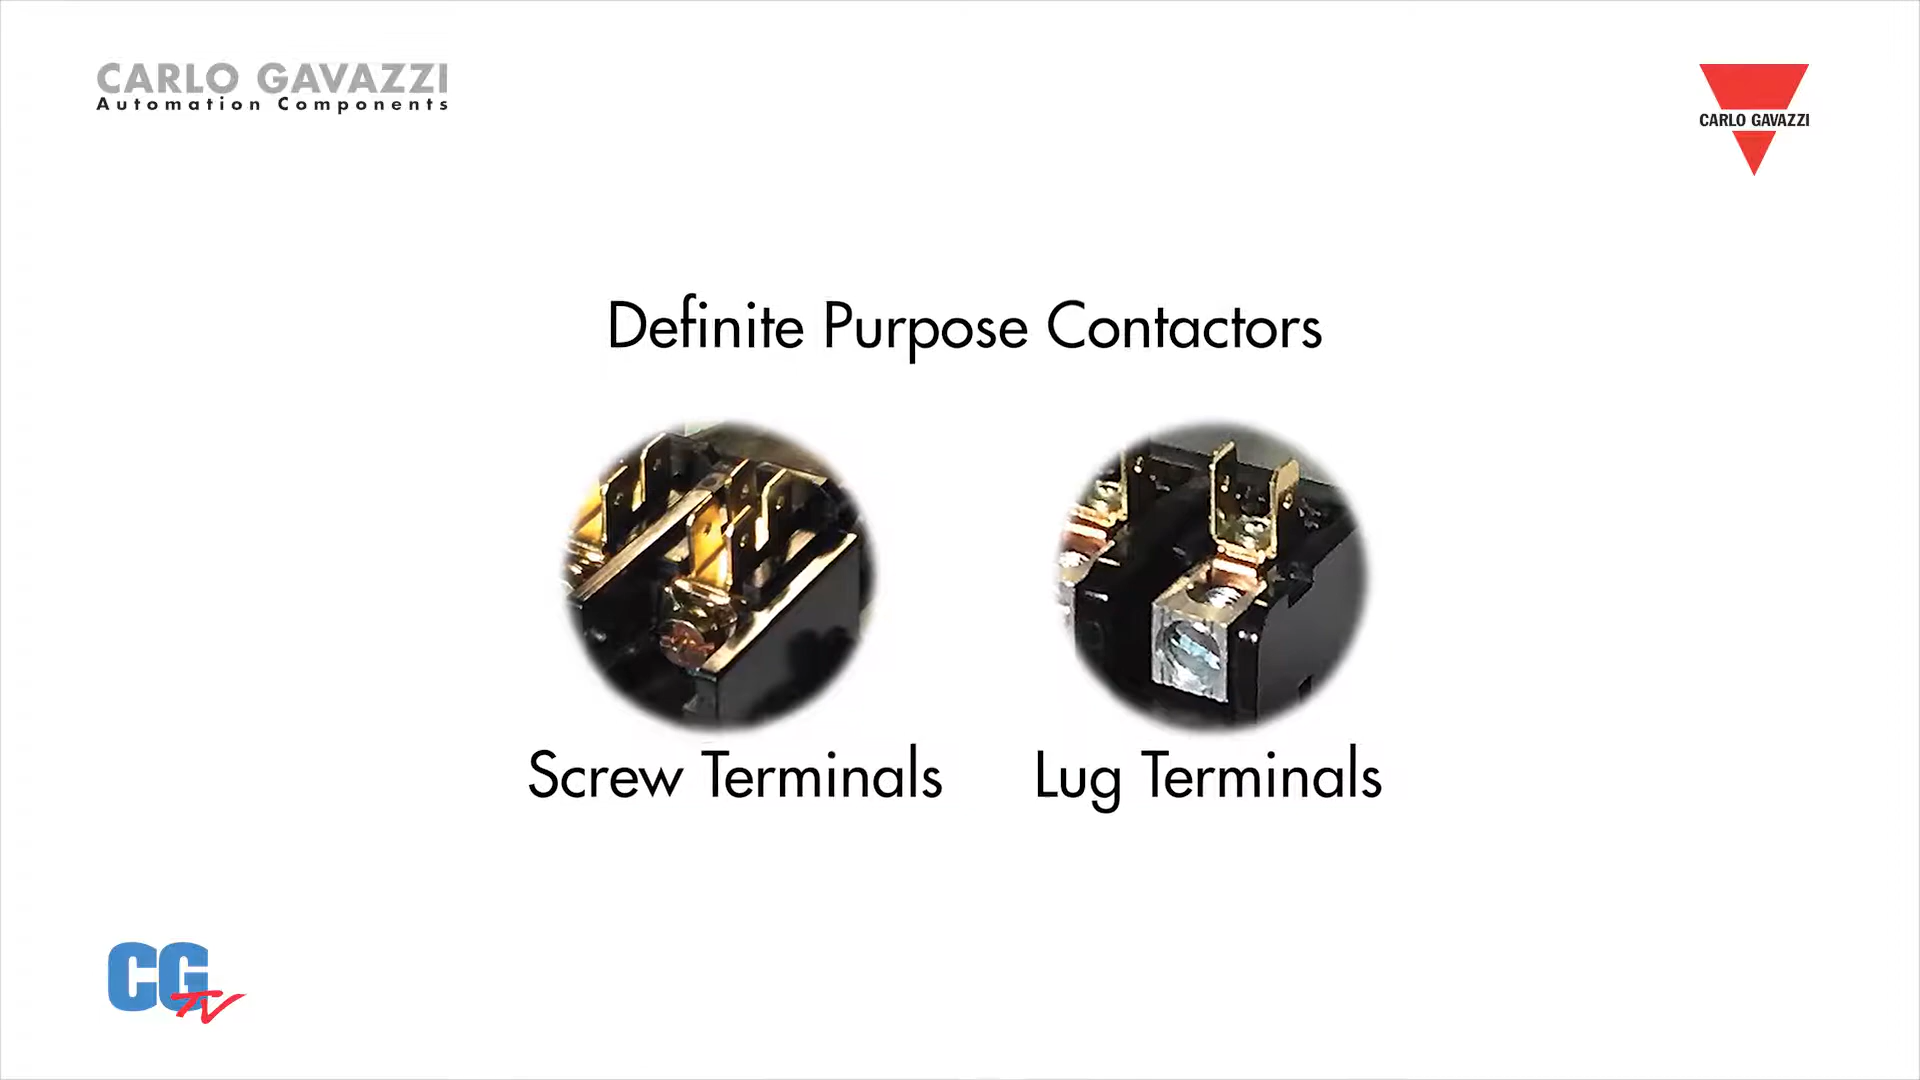 CARLO GAVAZZI
Automation Components
CARLO GAVAZZI
Definite Purpose Contactors
Screw Terminals
Lug Terminals
CG
TV